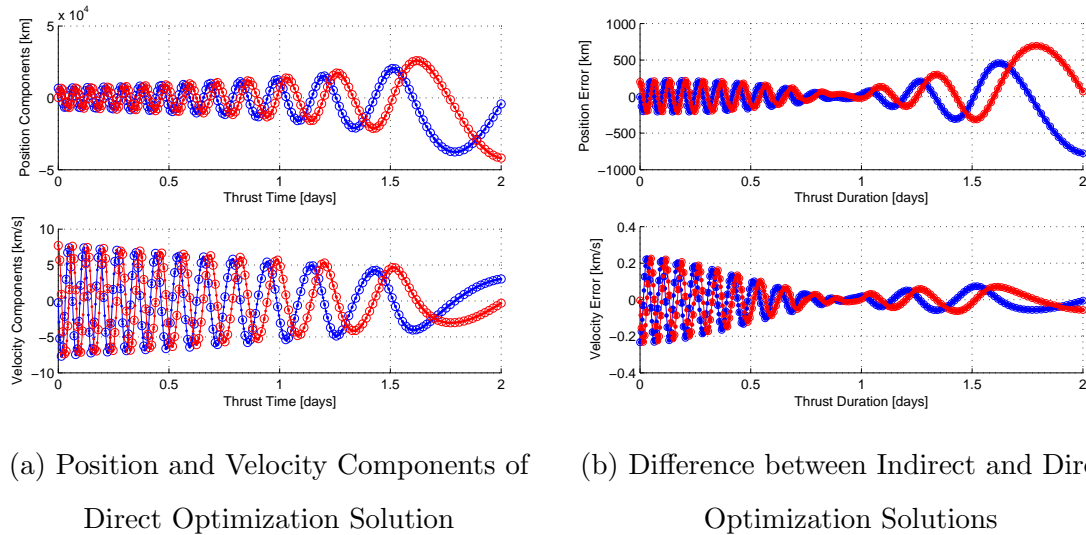 5 x 10⁴
0
−5
Position Components [km]
0 0.5 1 1.5 2
Thrust Time [days]
10
5
0
−5
−10
Velocity Components [km/s]
0 0.5 1 1.5 2
Thrust Time [days]
1000
500
0
−500
−1000
Position Error [km]
0 0.5 1 1.5 2
Thrust Duration [days]
0.4
0.2
0
−0.2
−0.4
Velocity Error [km/s]
0 0.5 1 1.5 2
Thrust Duration [days]
(a) Position and Velocity Components of
Direct Optimization Solution
(b) Difference between Indirect and Dire
Optimization Solutions